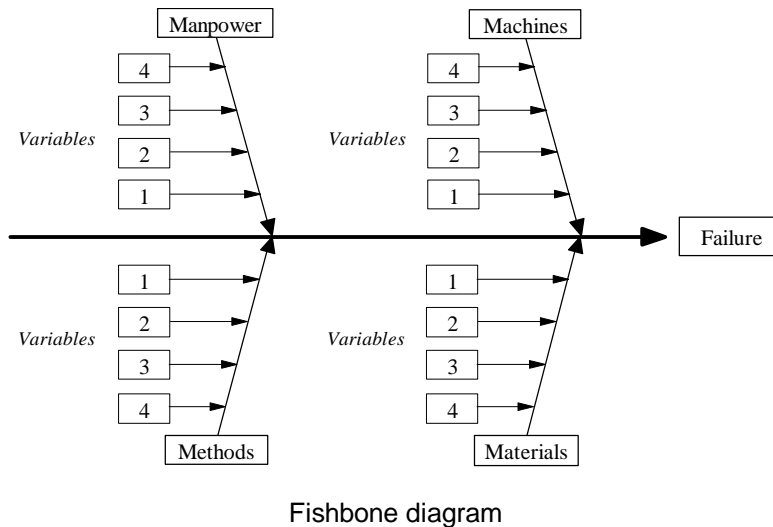 Manpower Machines
4 4
3 3
Variables Variables
2 2
1 1
Failure
1 1
2 2
Variables Variables
3 3
4 4
Methods Materials
Fishbone diagram